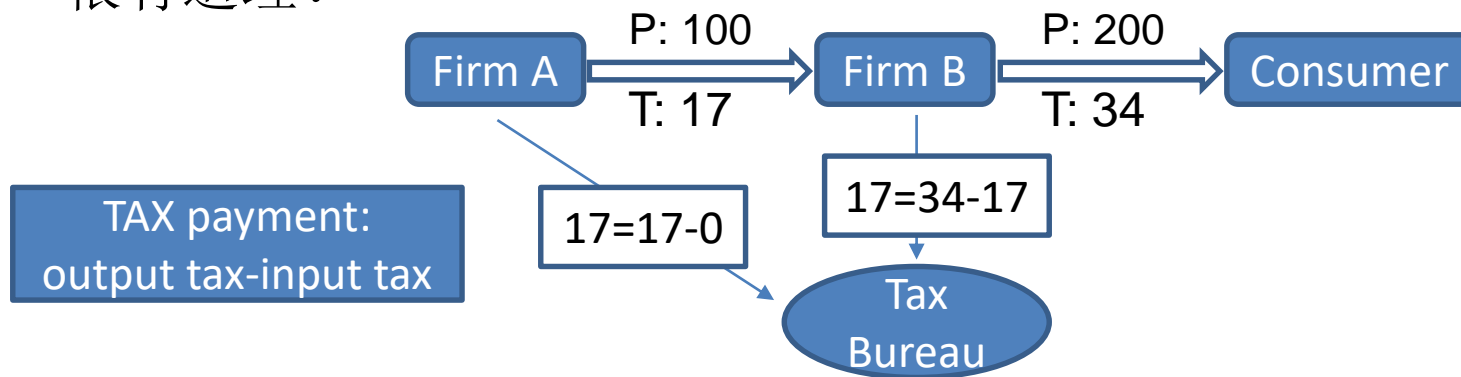 P: 100
P: 200
Firm A
Firm B
Consumer
T: 17
T: 34
17=34-17
17=17-0
TAX payment:
output tax-input tax
Tax
Bureau